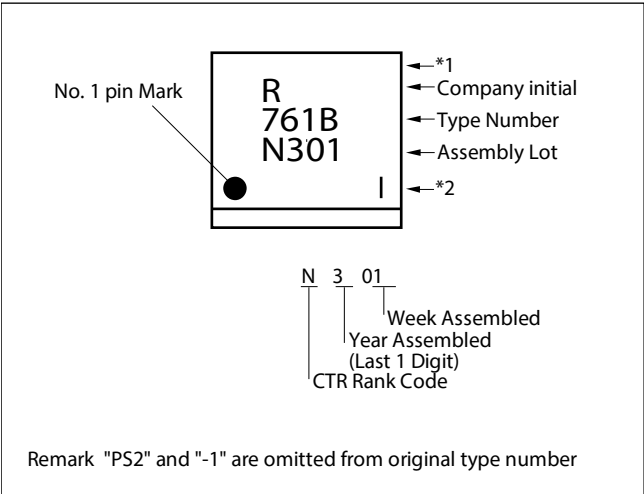 *1
No. 1 pin Mark
R
Company initial
761B
Type Number
N301
Assembly Lot
I
*2
N 3 01
Week Assembled
Year Assembled
(Last 1 Digit)
CTR Rank Code
Remark "PS2" and "-1" are omitted from original type number